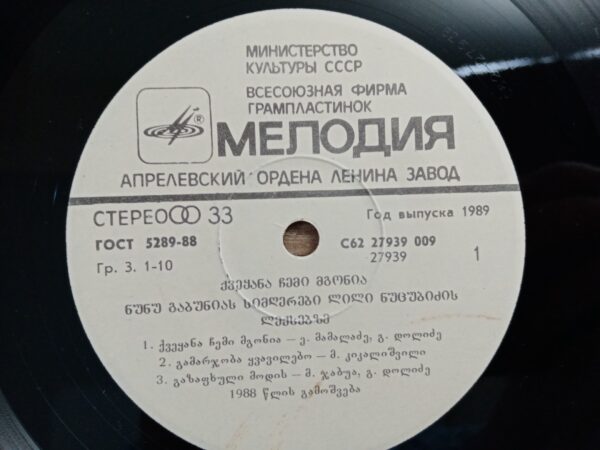 МИНИСТЕРСТВО
КУЛЬТУРЫ СССР
ВСЕСОЮЗНАЯ ФИРМА
ГРАМПЛАСТИНОК
®
МЕЛОДИЯ
АПРЕЛЕВСКИЙ ОРДЕНА ЛЕНИНА ЗАВОД
СТЕРЕО 33
Год выпуска 1989
ГОСТ 5289-88
С62 27939 009
Гр. 3. 1-10
27939
1
ქვეყანა ჩემი მგონია
ნუნუ გაბუნიას სიმღერები ლილი ნუცუბიძის
ლექსებზე
1. ქვეყანა ჩემი მგონია – ე. მამალაძე, გ. დოლიძე
2. გამარჯობა ყვავილებო – მ. კიკალიშვილი
3. გაზაფხული მოდის – მ. ჯაბუა, გ. დოლიძე
1988 წლის გამოშვება